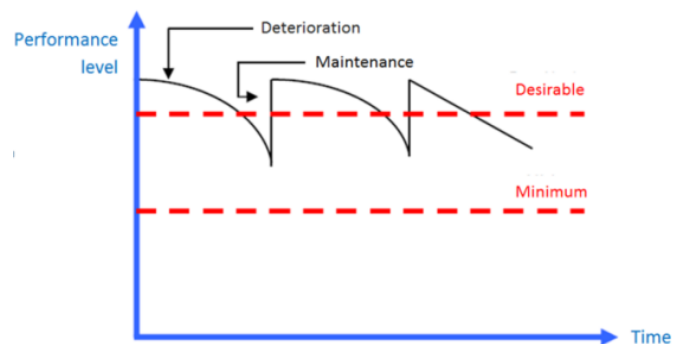 Performance
level
Deterioration
Maintenance
Desirable
Minimum
Time